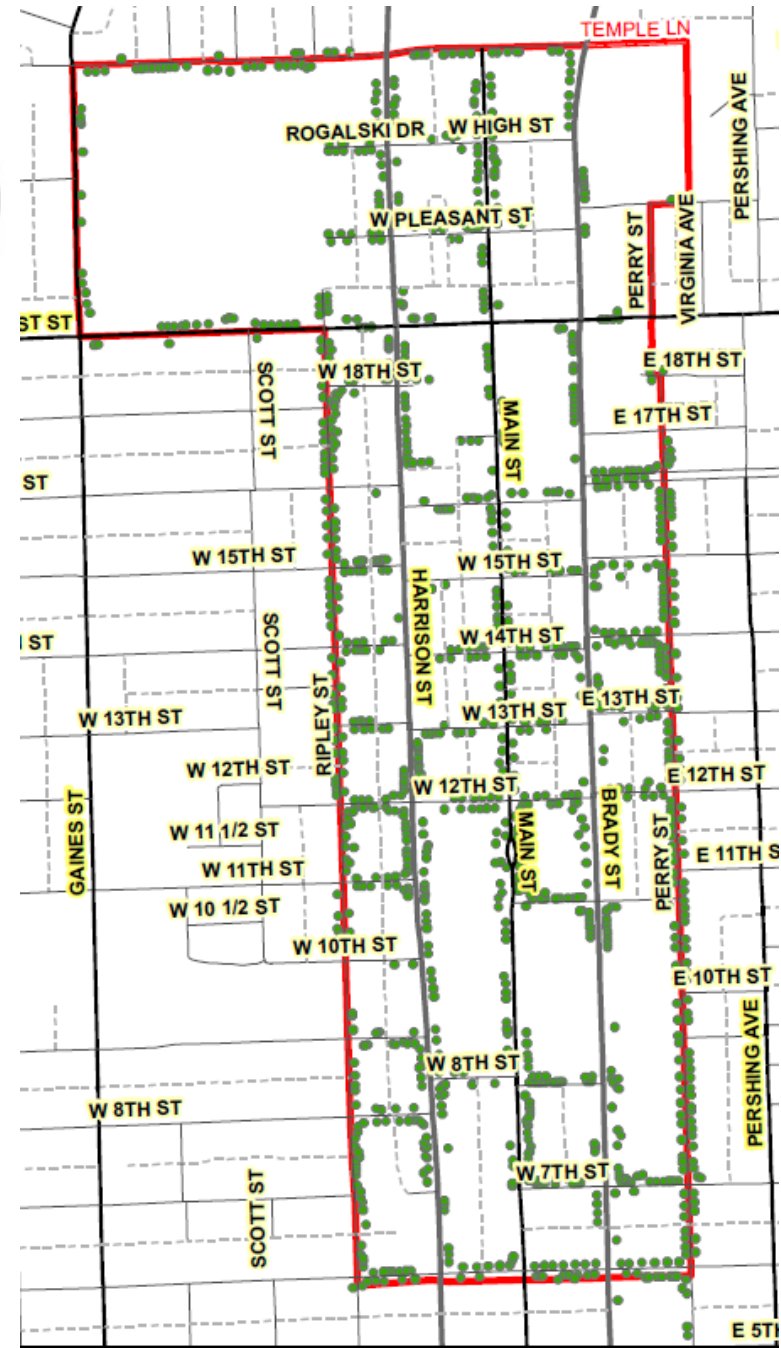 TEMPLE LN
PERSHING AVE
ROGALSKI DR
W HIGH ST
W PLEASANT ST
PERRY ST
VIRGINIA AVE
ST ST
E 18TH ST
W 18TH ST
SCOTT ST
MAIN ST
E 17TH ST
ST
W 15TH ST
W 15TH ST
HARRISON ST
SCOTT ST
W 14TH ST
ST
RIPLEY ST
E 13TH ST
W 13TH ST
W 13TH ST
W 12TH ST
E 12TH ST
W 12TH ST
GAINES ST
BRADY ST
MAIN ST
PERRY ST
W 11 1/2 ST
E 11TH S
W 11TH ST
W 10 1/2 ST
W 10TH ST
E 10TH ST
PERSHING AVE
W 8TH ST
W 8TH ST
W 7TH ST
SCOTT ST
E 5TH